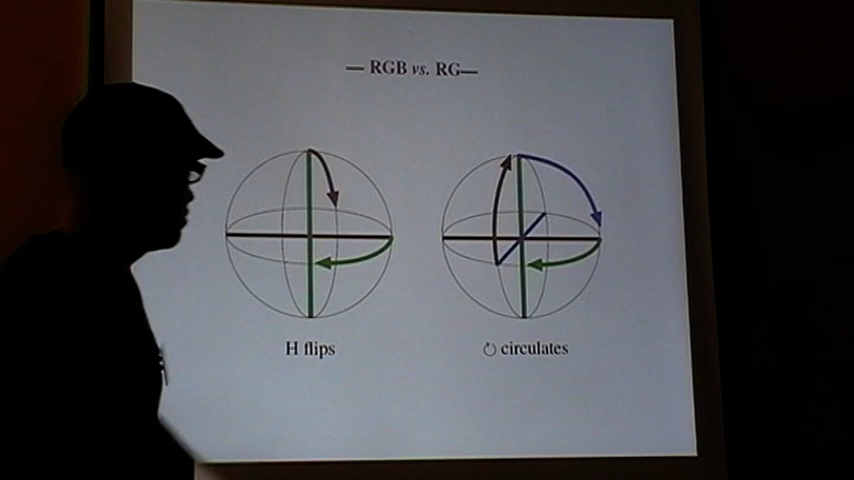 — RGB vs. RG—
H flips
↻ circulates